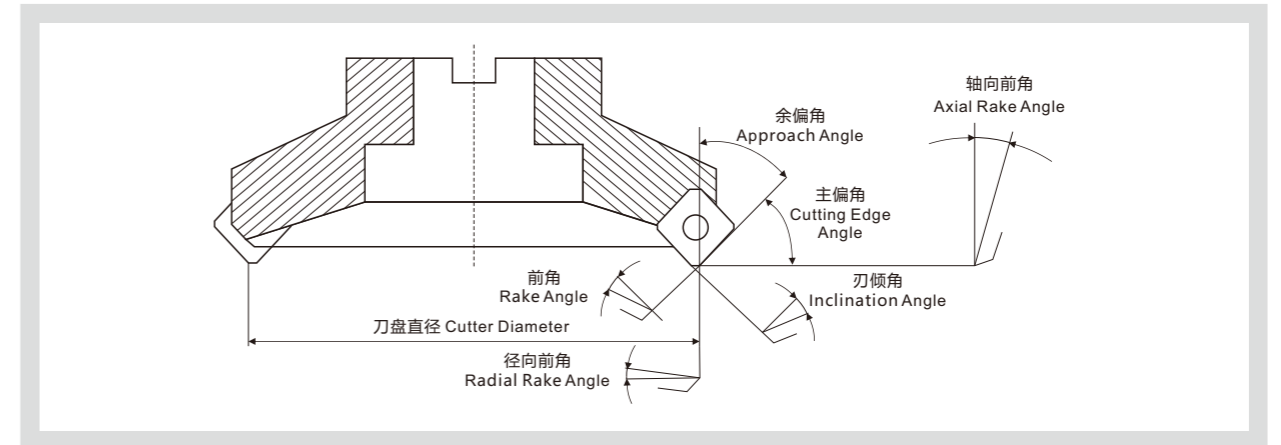 轴向前角
Axial Rake Angle
余偏角
Approach Angle
主偏角
Cutting Edge
Angle
前角
Rake Angle
刃倾角
Inclination Angle
刀盘直径 Cutter Diameter
径向前角
Radial Rake Angle